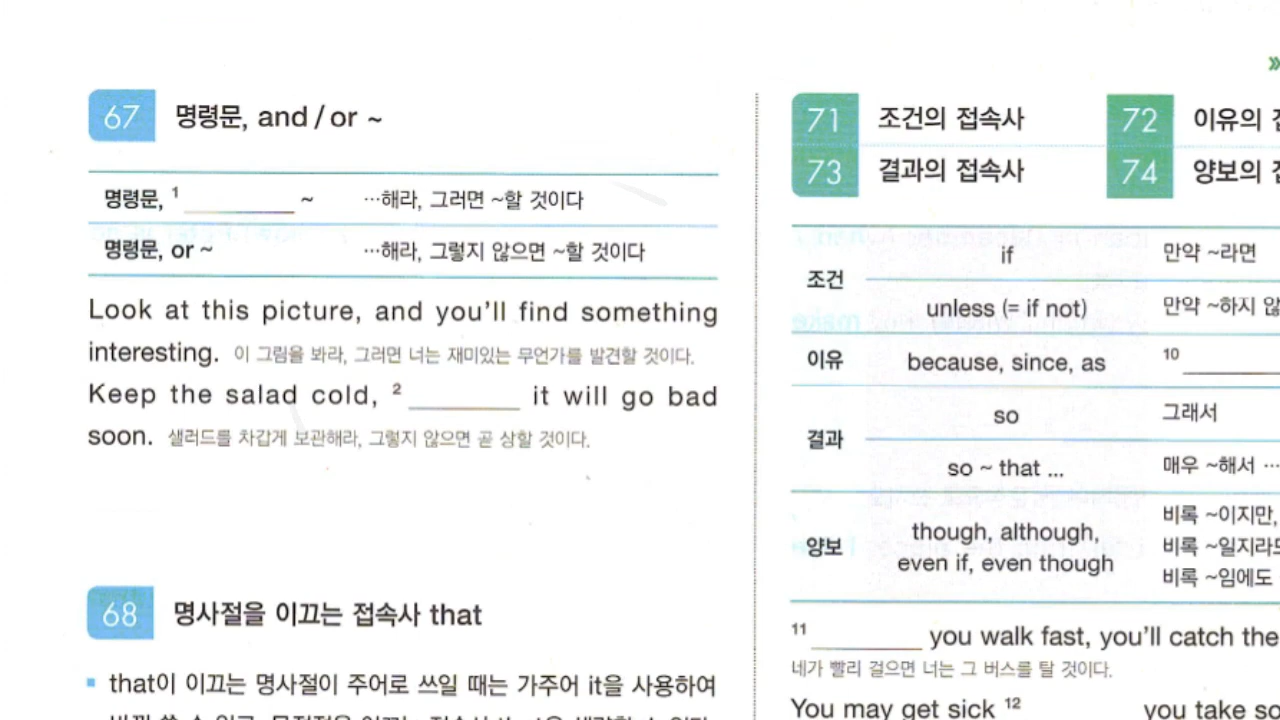 67 명령문, and / or ~
명령문, 1 ________ ~ …해라, 그러면 ~할 것이다
명령문, or ~ …해라, 그렇지 않으면 ~할 것이다
Look at this picture, and you'll find something
interesting. 이 그림을 봐라, 그러면 너는 재미있는 무언가를 발견할 것이다.
Keep the salad cold, 2 ________ it will go bad
soon. 샐러드를 차갑게 보관해라, 그렇지 않으면 곧 상할 것이다.
68 명사절을 이끄는 접속사 that
that이 이끄는 명사절이 주어로 쓰일 때는 가주어 it을 사용하여
71 조건의 접속사 72 이유의
73 결과의 접속사 74 양보의
조건 if 만약 ~라면
unless (= if not) 만약 ~하지
이유 because, since, as 10 ________
결과 so 그래서
so ~ that ... 매우 ~해서 …
양보 though, although, even if, even though 비록 ~이지만,
비록 ~일지라도
비록 ~임에도
11 ________ you walk fast, you'll catch the
네가 빨리 걸으면 너는 그 버스를 탈 것이다.
You may get sick 12 ________ you take